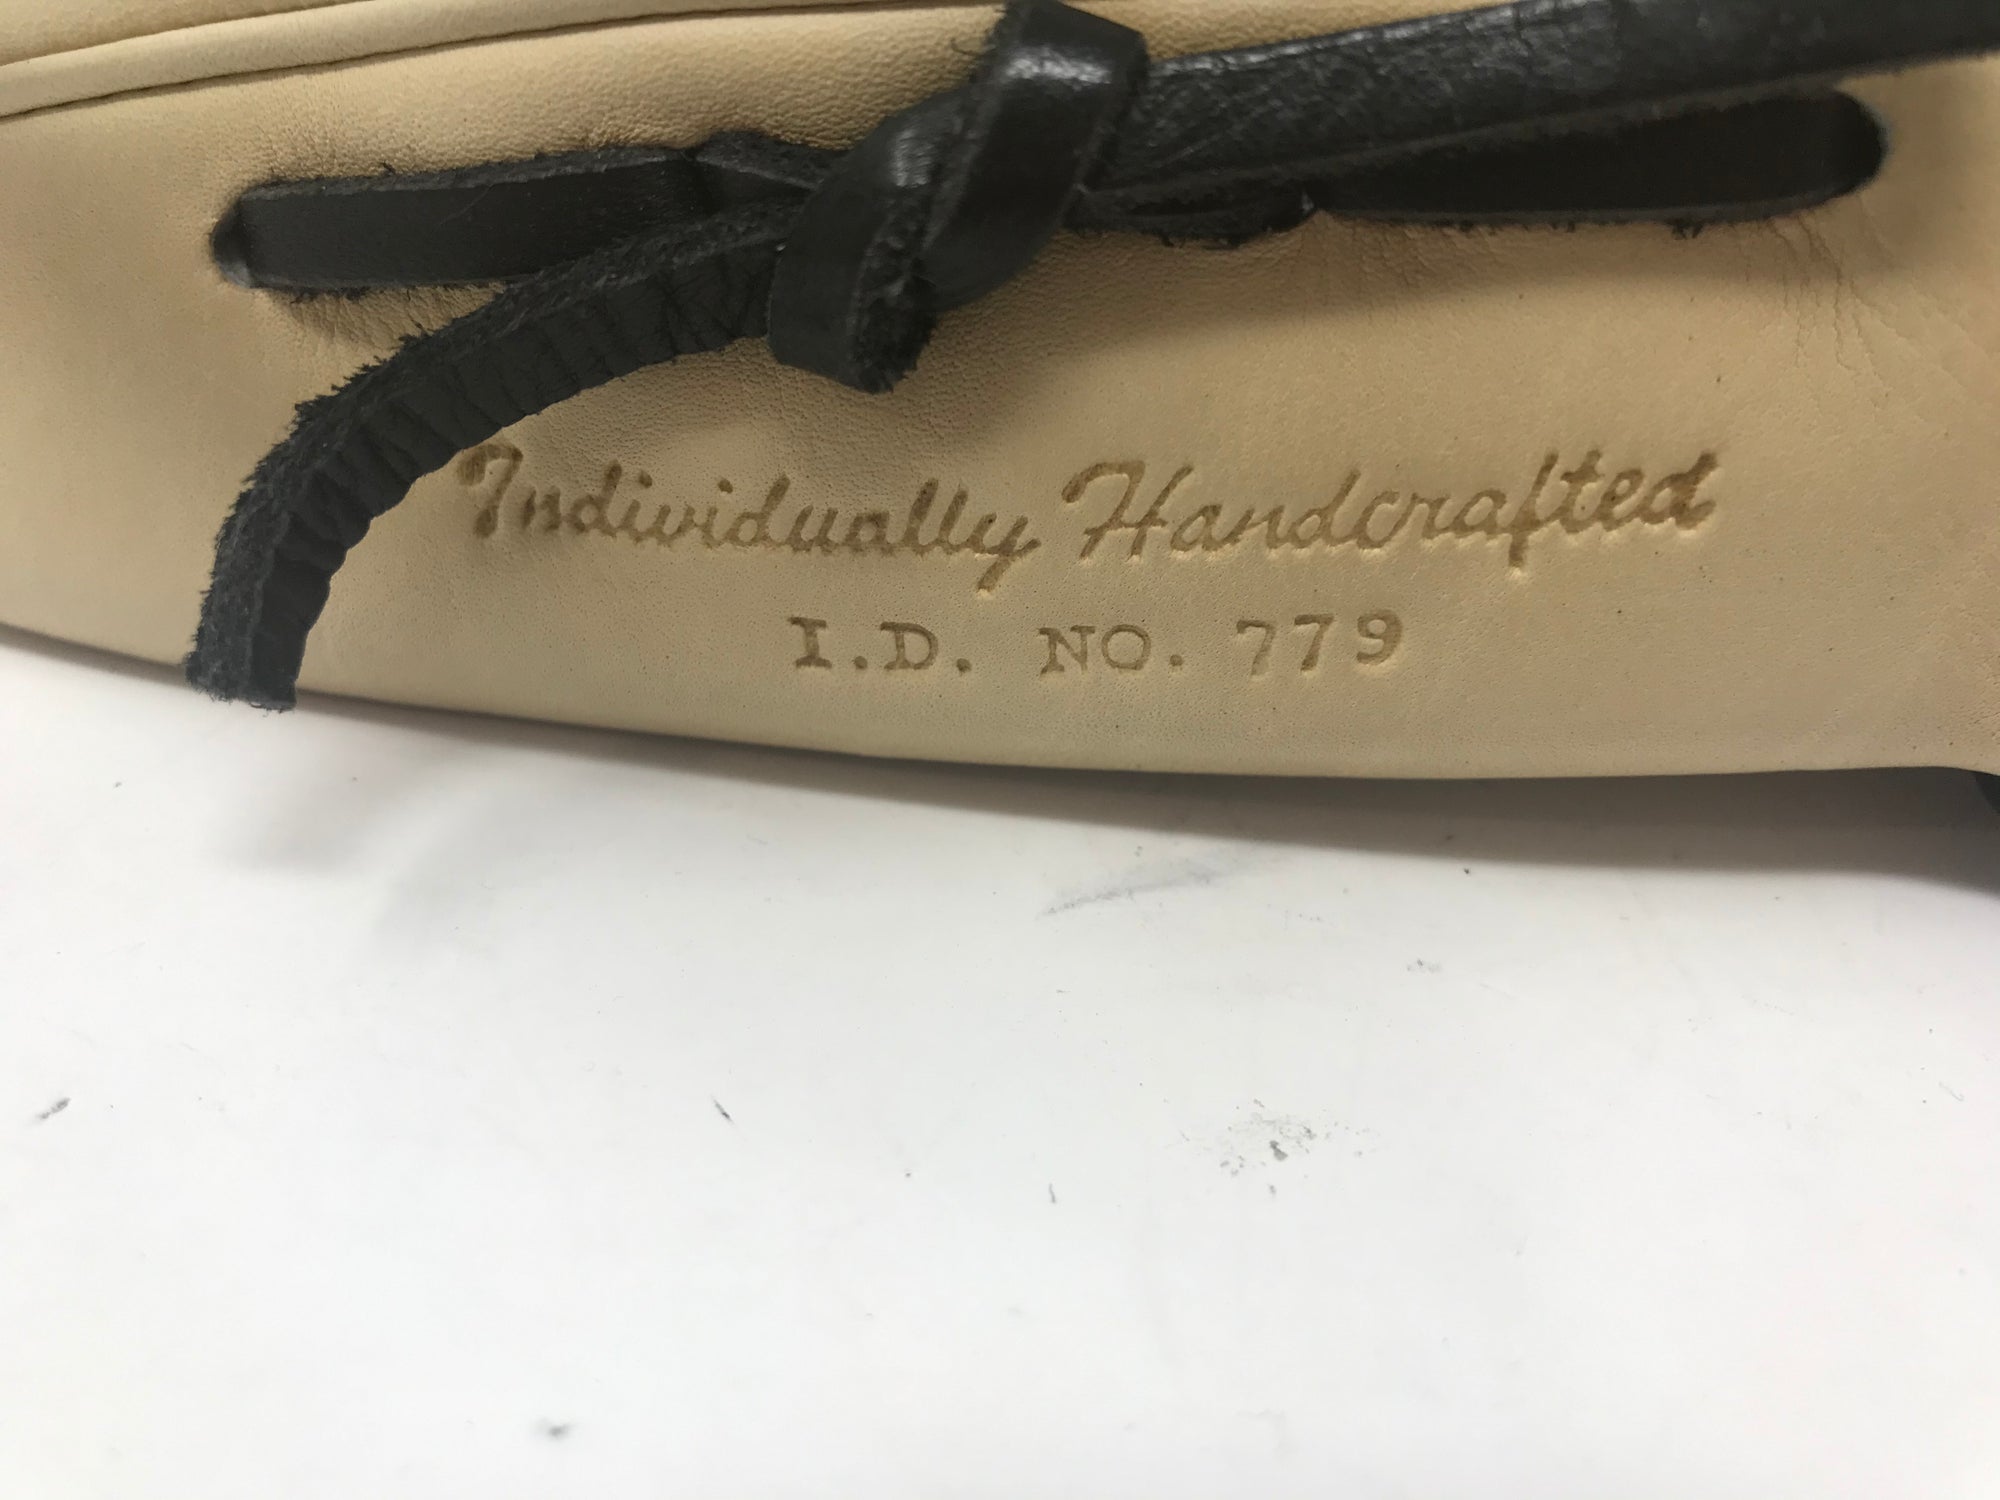 Individually Handcrafted
I.D. NO. 779